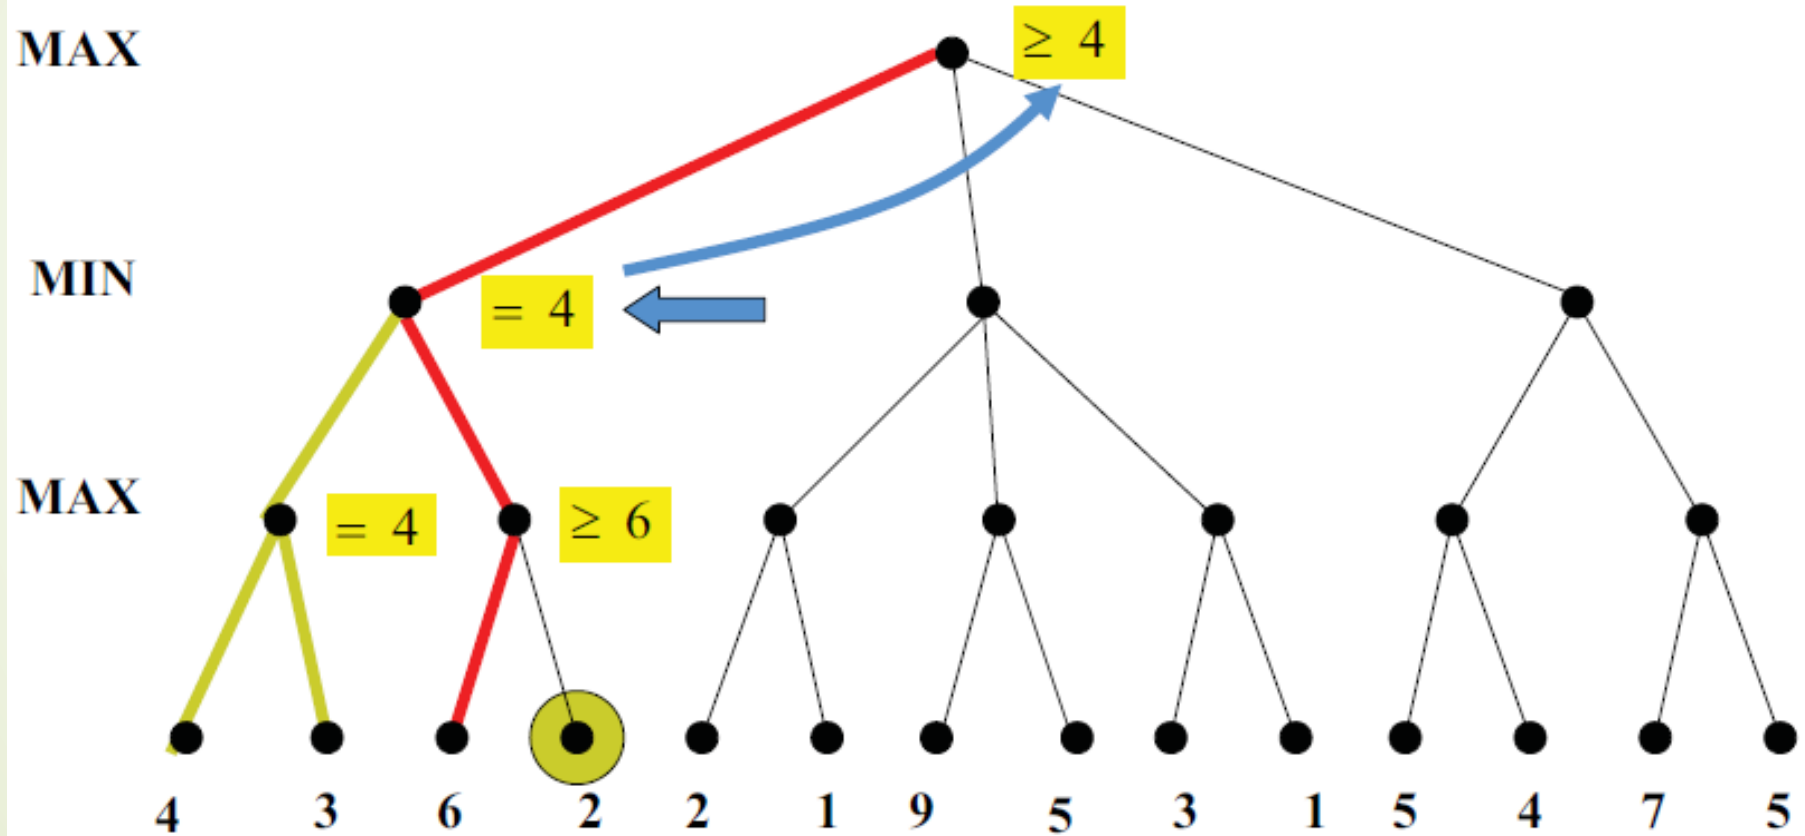 MAX ≥ 4
MIN = 4
MAX = 4 ≥ 6
4 3 6 2 2 1 9 5 3 1 5 4 7 5